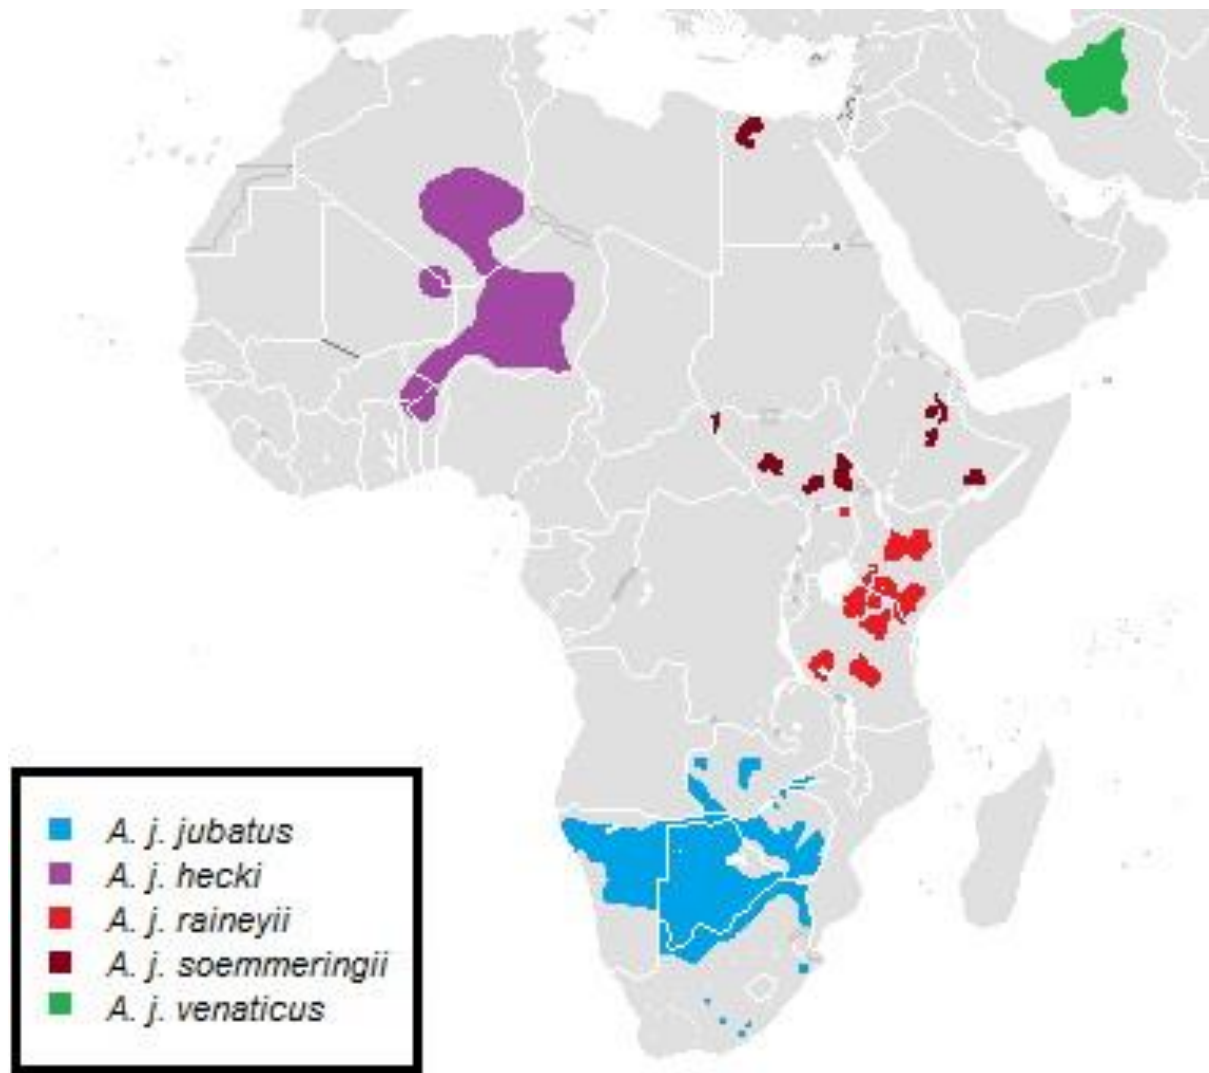 A. j. jubatus
A. j. hecki
A. j. raineyii
A. j. soemmeringii
A. j. venaticus